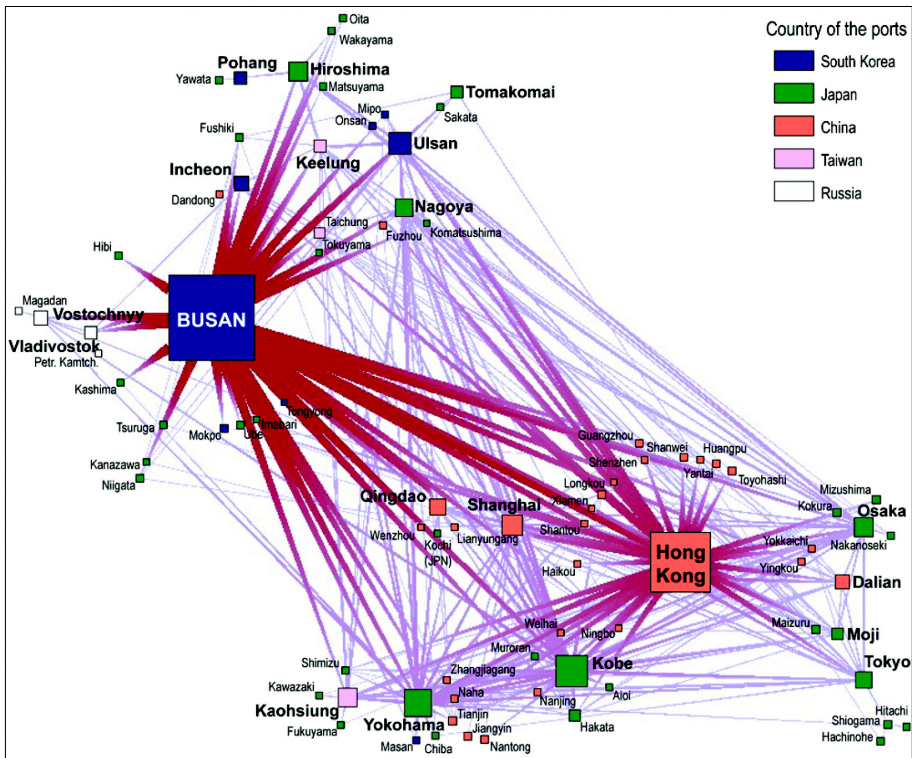 Country of the ports
South Korea
Japan
China
Taiwan
Russia
Oita
Wakayama
Pohang
Hiroshima
Yawata
Matsuyama
Tomakomai
Mipo
Sakata
Onsan
Fushiki
Ulsan
Keelung
Incheon
Dandong
Nagoya
Taichung
Komatsushima
Fuzhou
Tokuyama
Hibi
Magadan
Vostochnyy
BUSAN
Vladivostok
Petr. Kamtch.
Kashima
Tongyong
Tsuruga
Imabari
Mokpo
Ube
Guangzhou
Shanwei
Huangpu
Kanazawa
Shenzhen
Yantai
Toyohashi
Niigata
Longkou
Qingdao
Shanghai
Xiamen
Mizushima
Kokura
Osaka
Wenzhou
Lianyungang
Shantou
Kochi
(JPN)
Yokkaichi
Nakanoseki
Hong
Kong
Haikou
Yingkou
Dalian
Weihai
Ningbo
Maizuru
Moji
Muroran
Shimizu
Zhangjiagang
Kobe
Tokyo
Kawazaki
Naha
Nanjing
Aioi
Kaohsiung
Yokohama
Tianjin
Hitachi
Fukuyama
Jiangyin
Hakata
Shiogama
Masan
Chiba
Nantong
Hachinohe